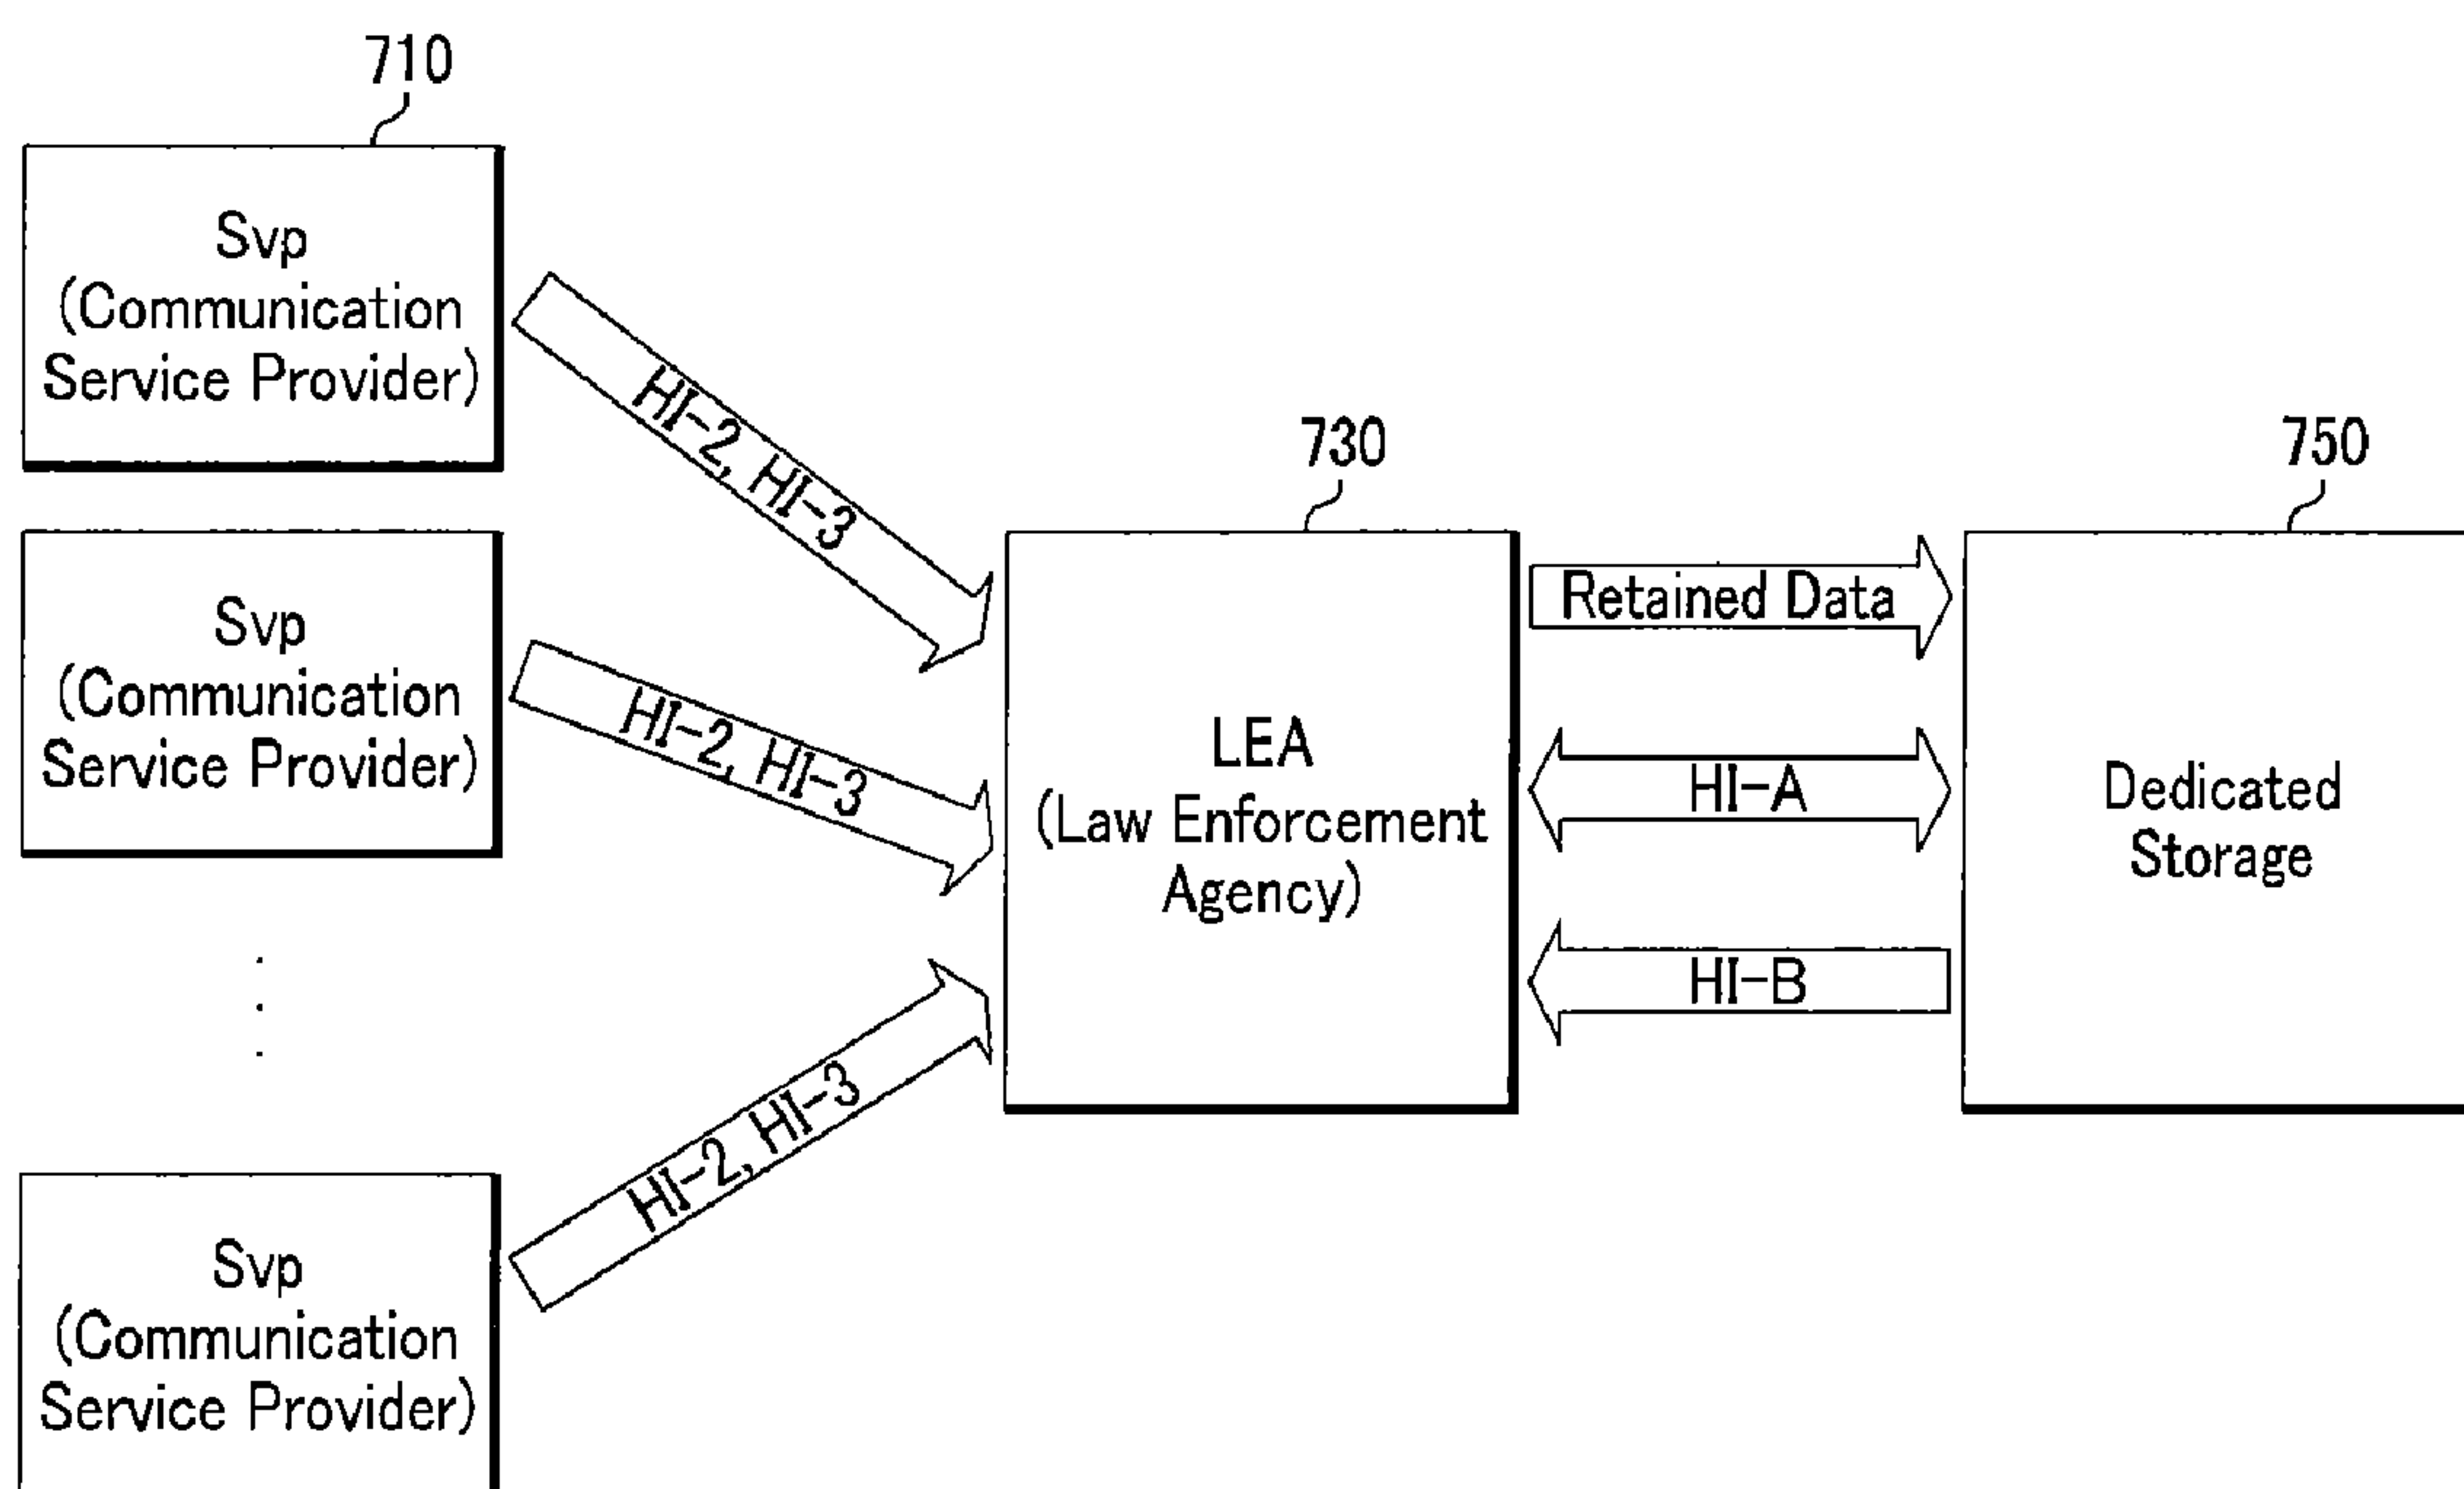 710
Svp
(Communication
Service Provider)
HI-2, HI-3
Svp
(Communication
Service Provider)
HI-2, HI-3
Svp
(Communication
Service Provider)
HI-2, HI-3
730
LEA
(Law Enforcement
Agency)
Retained Data
HI-A
HI-B
750
Dedicated
Storage